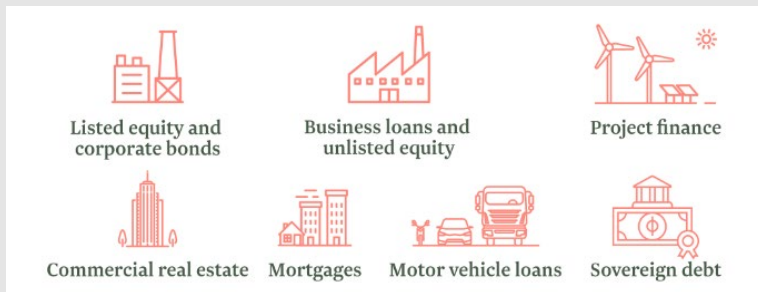 Listed equity and
corporate bonds
Business loans and
unlisted equity
Project finance
Commercial real estate
Mortgages
Motor vehicle loans
Sovereign debt